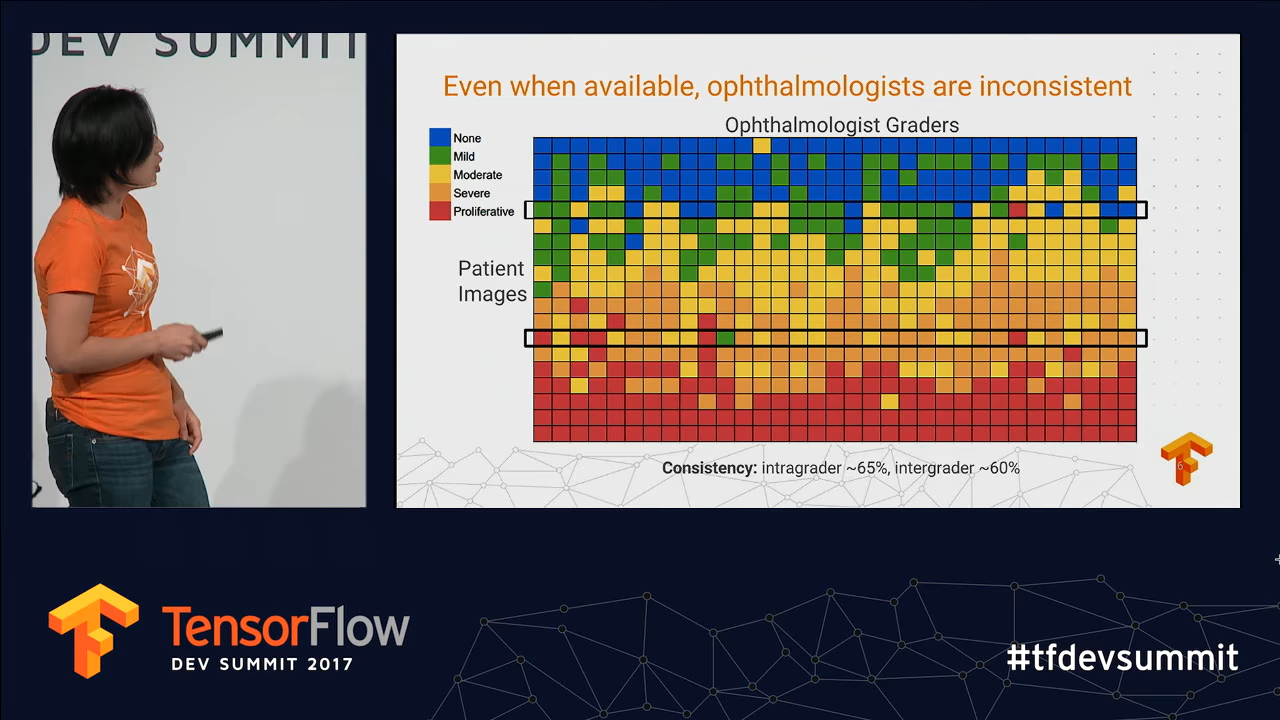 DEV SUMMIT
Even when available, ophthalmologists are inconsistent
Ophthalmologist Graders
None
Mild
Moderate
Severe
Proliferative
Patient
Images
Consistency: intragrader ~65%, intergrader ~60%
6
TensorFlow
DEV SUMMIT 2017
#tfdevsummit